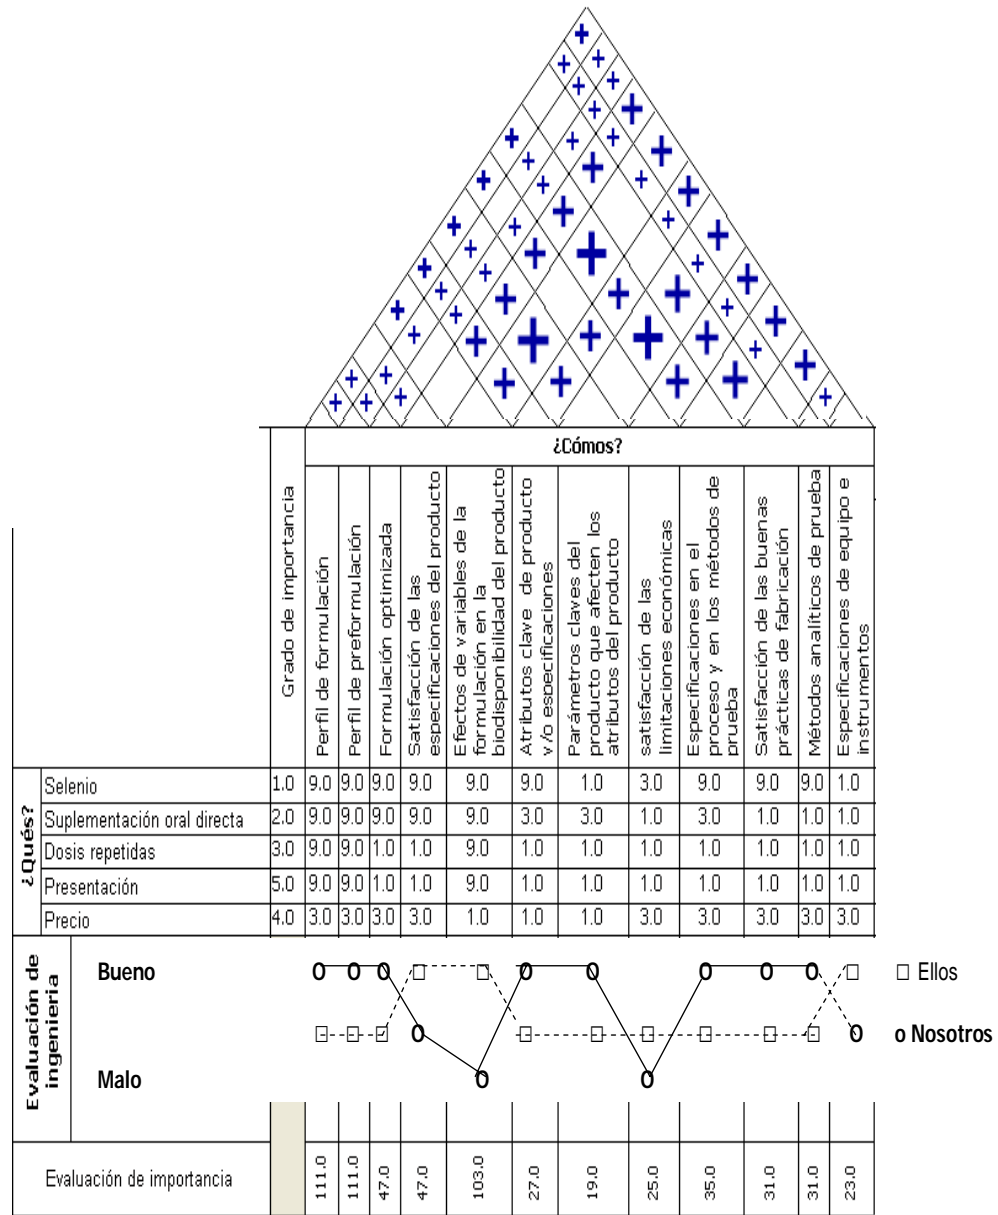 ¿Cómos?
Grado de importancia
Perfil de formulación
Perfil de preformulación
Formulación optimizada
Satisfacción de las
especificaciones del producto
Efectos de variables de la
formulación en la
biodisponibilidad del producto
Atributos clave de producto
v/o especificaciones
Parámetros claves del
producto que afecten los
atributos del producto
satisfacción de las
limitaciones económicas
Especificaciones en el
proceso y en los métodos de
prueba
Satisfacción de las buenas
prácticas de fabricación
Métodos analíticos de prueba
Especificaciones de equipo e
instrumentos
¿Qués?
Selenio 1.0 9.0 9.0 9.0 9.0 9.0 9.0 1.0 3.0 9.0 9.0 9.0 1.0
Suplementación oral directa 2.0 9.0 9.0 9.0 9.0 9.0 3.0 3.0 1.0 3.0 1.0 1.0 1.0
Dosis repetidas 3.0 9.0 9.0 1.0 1.0 9.0 1.0 1.0 1.0 1.0 1.0 1.0 1.0
Presentación 5.0 9.0 9.0 1.0 1.0 9.0 1.0 1.0 1.0 1.0 1.0 1.0 1.0
Precio 4.0 3.0 3.0 3.0 3.0 1.0 1.0 1.0 3.0 3.0 3.0 3.0 3.0
Evaluación de
ingenieria
Bueno
Ellos
o Nosotros
Malo
Evaluación de importancia 111.0 111.0 47.0 47.0 103.0 27.0 19.0 25.0 35.0 31.0 31.0 23.0